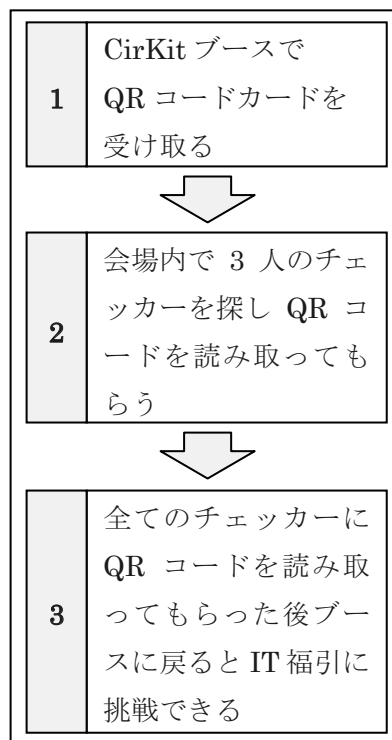 1
CirKit ブースで
QR コードカードを
受け取る
2
会場内で 3 人のチェ
ッカーを探し QR コ
ードを読み取っても
らう
3
全てのチェッカーに
QR コードを読み取
ってもらった後ブー
スに戻ると IT 福引に
挑戦できる